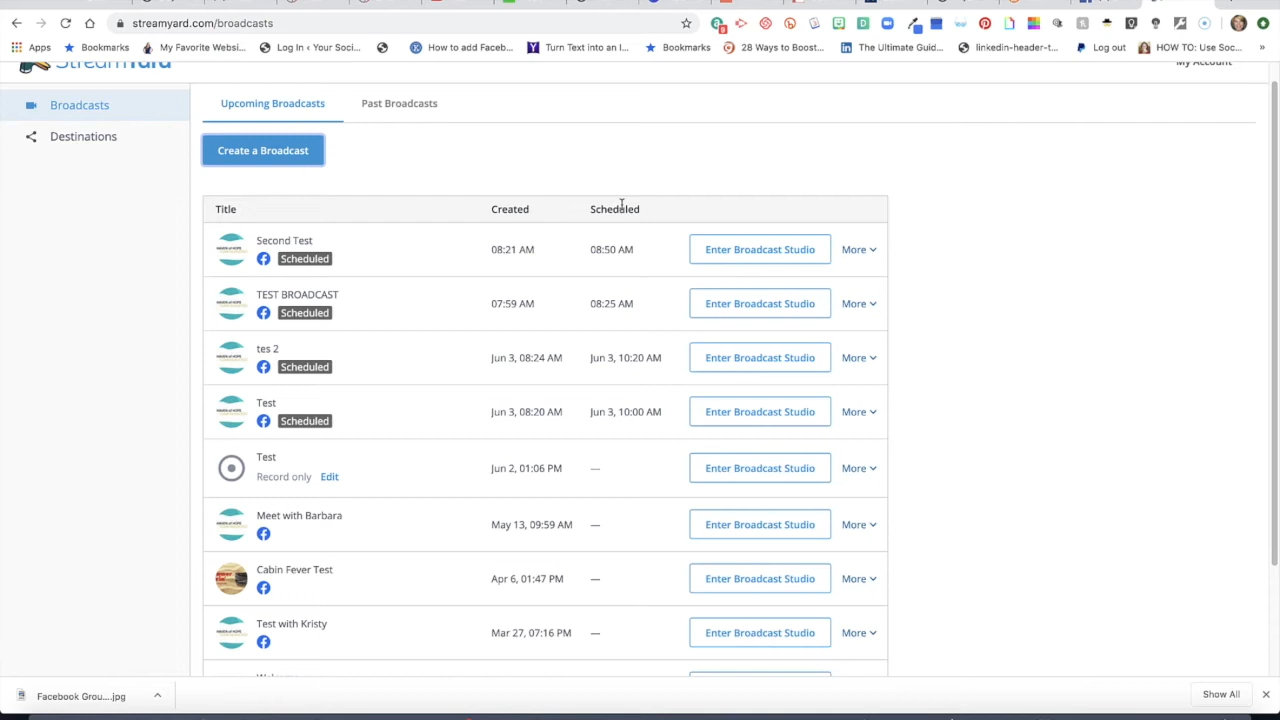 streamyard.com/broadcasts
Apps Bookmarks My Favorite Websi... Log In ‹ Your Soci... How to add Faceb... Turn Text into an I... Bookmarks 28 Ways to Boost... The Ultimate Guid... linkedin-header-t... Log out HOW TO: Use Soc... »
StreamYard My Account
Broadcasts
Destinations
Upcoming Broadcasts Past Broadcasts
Create a Broadcast
Title Created Scheduled
Second Test
Scheduled
08:21 AM 08:50 AM Enter Broadcast Studio More
TEST BROADCAST
Scheduled
07:59 AM 08:25 AM Enter Broadcast Studio More
tes 2
Scheduled
Jun 3, 08:24 AM Jun 3, 10:20 AM Enter Broadcast Studio More
Test
Scheduled
Jun 3, 08:20 AM Jun 3, 10:00 AM Enter Broadcast Studio More
Test
Record only Edit
Jun 2, 01:06 PM — Enter Broadcast Studio More
Meet with Barbara
May 13, 09:59 AM — Enter Broadcast Studio More
Cabin Fever Test
Apr 6, 01:47 PM — Enter Broadcast Studio More
Test with Kristy
Mar 27, 07:16 PM — Enter Broadcast Studio More
Facebook Grou....jpg Show All